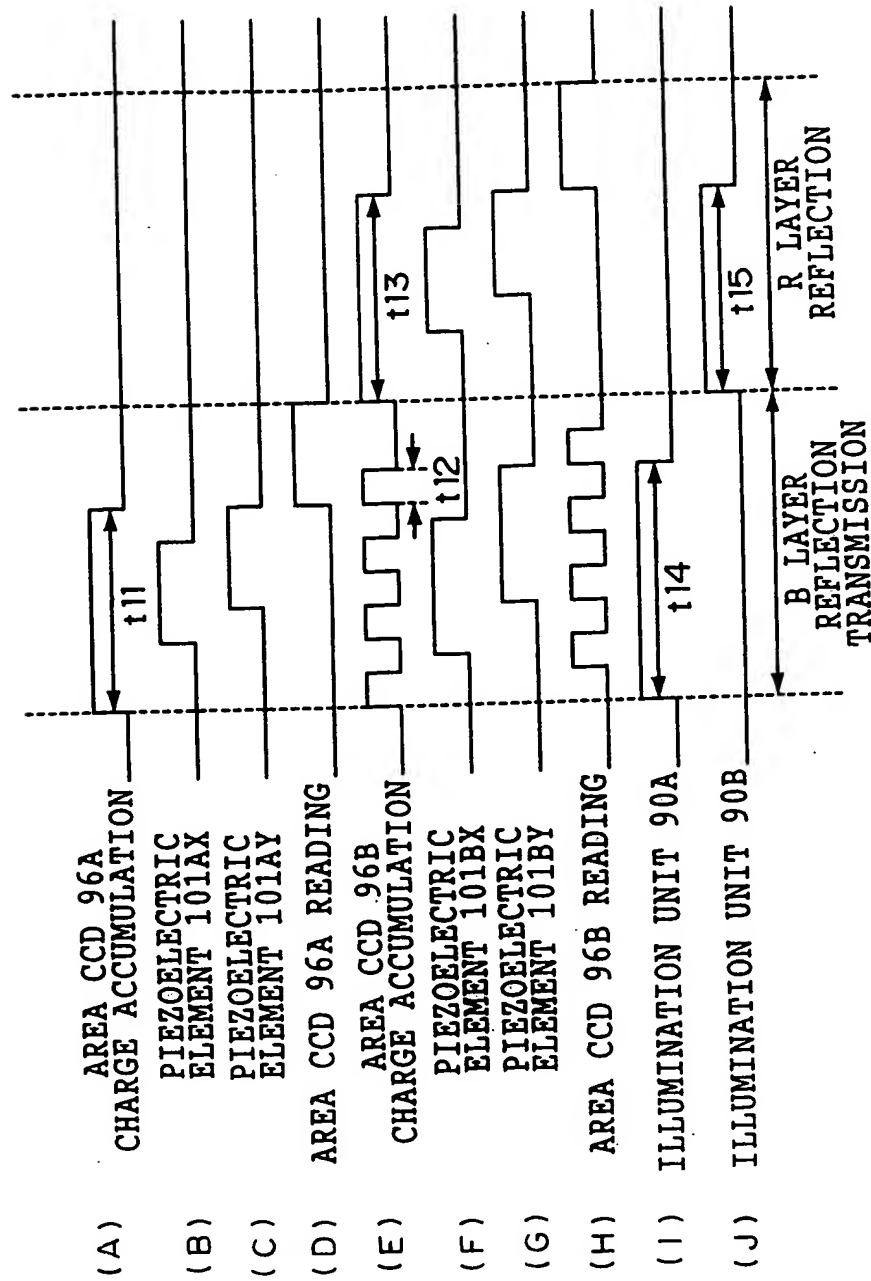 (A) AREA CCD 96A
CHARGE ACCUMULATION
t11
(B) PIEZOELECTRIC
ELEMENT 101AX
(C) PIEZOELECTRIC
ELEMENT 101AY
(D) AREA CCD 96A READING
(E) AREA CCD 96B
CHARGE ACCUMULATION
t12
t13
(F) PIEZOELECTRIC
ELEMENT 101BX
(G) PIEZOELECTRIC
ELEMENT 101BY
(H) AREA CCD 96B READING
(I) ILLUMINATION UNIT 90A
t14
(J) ILLUMINATION UNIT 90B
t15
B LAYER
REFLECTION
TRANSMISSION
R LAYER
REFLECTION